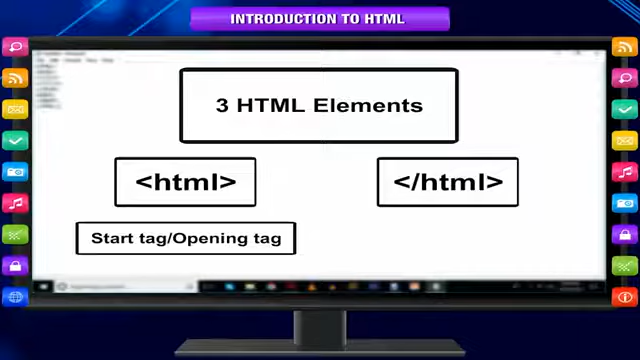 INTRODUCTION TO HTML
3 HTML Elements
<html>
</html>
Start tag/Opening tag